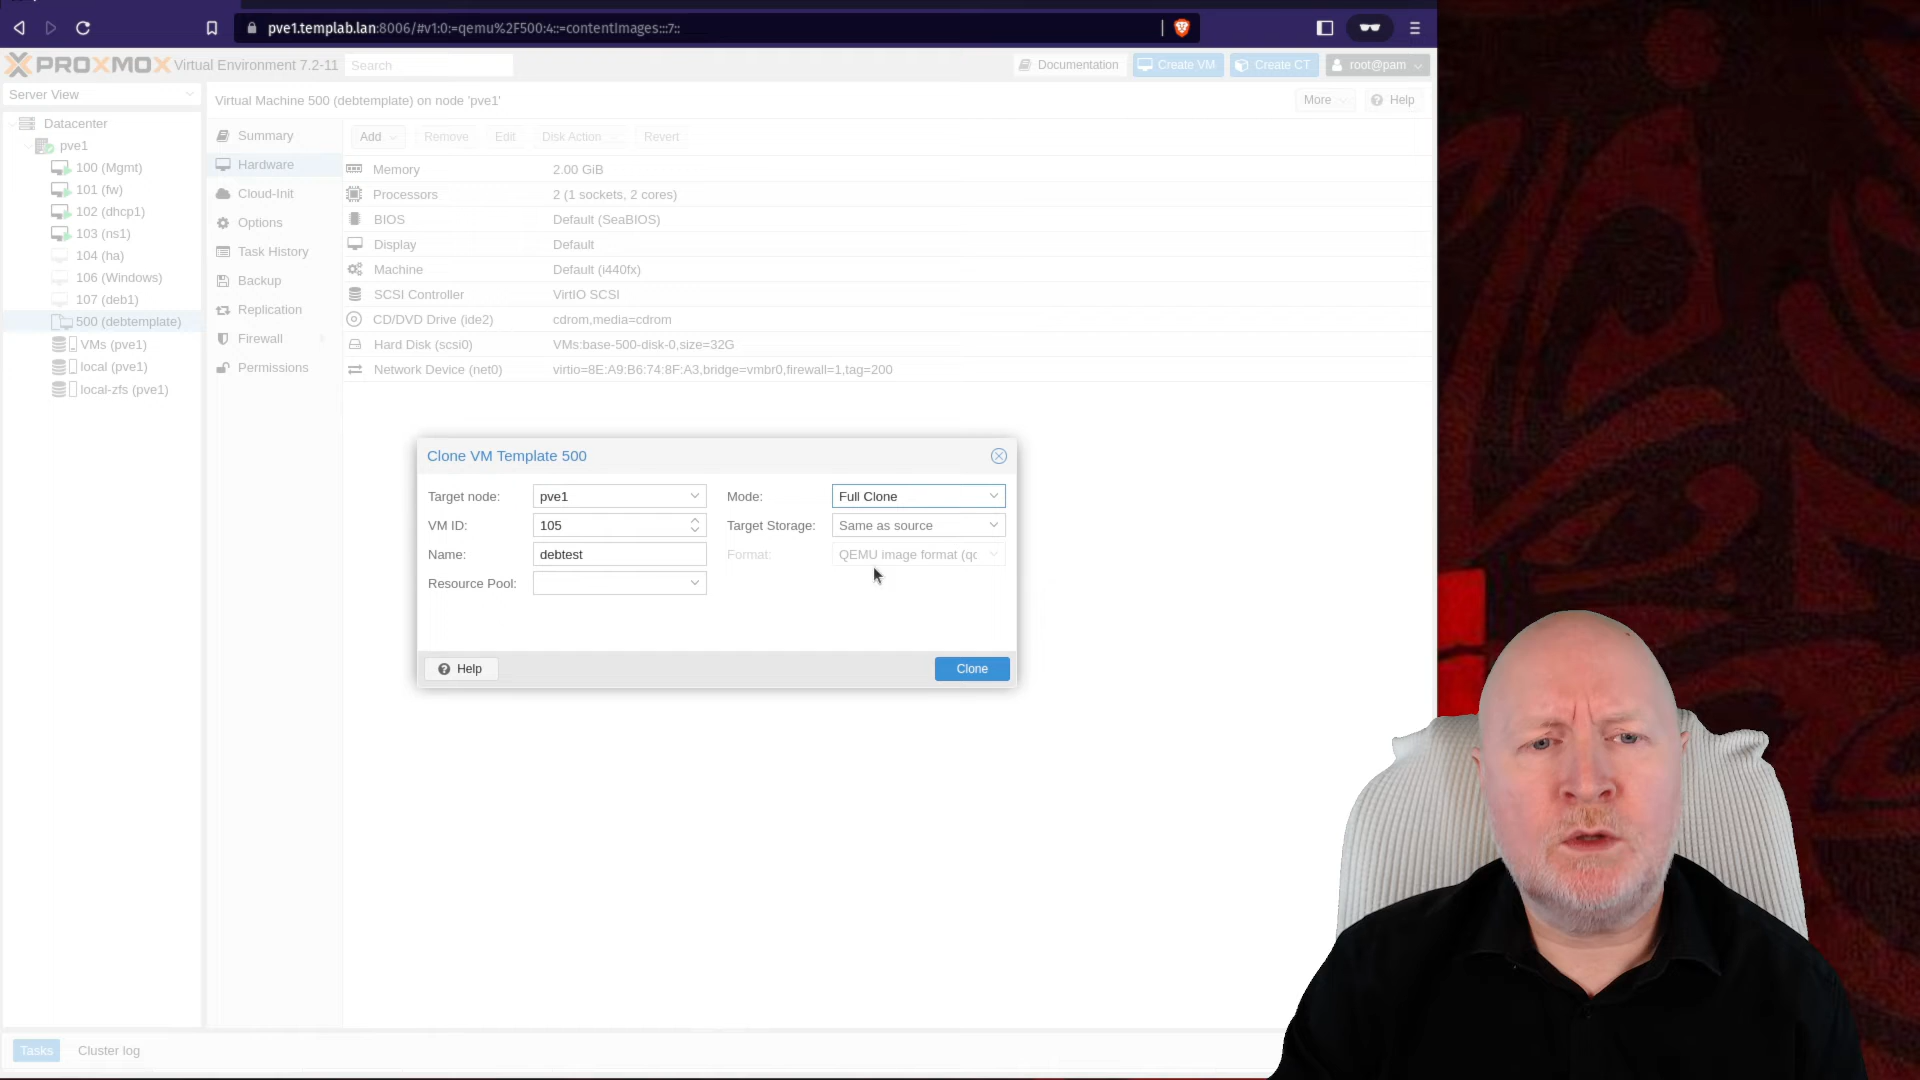 pve1.templab.lan:8006/#v1:0:=qemu%2F500:4::=contentImages:::7::
PROXMOX Virtual Environment 7.2-11 Search
Documentation Create VM Create CT root@pam
Server View
Virtual Machine 500 (debtemplate) on node 'pve1'
More Help
Datacenter
pve1
100 (Mgmt)
101 (fw)
102 (dhcp1)
103 (ns1)
104 (ha)
106 (Windows)
107 (deb1)
500 (debtemplate)
VMs (pve1)
local (pve1)
local-zfs (pve1)
Summary
Hardware
Cloud-Init
Options
Task History
Backup
Replication
Firewall
Permissions
Add Remove Edit Disk Action Revert
Memory 2.00 GiB
Processors 2 (1 sockets, 2 cores)
BIOS Default (SeaBIOS)
Display Default
Machine Default (i440fx)
SCSI Controller VirtIO SCSI
CD/DVD Drive (ide2) cdrom,media=cdrom
Hard Disk (scsi0) VMs:base-500-disk-0,size=32G
Network Device (net0) virtio=8E:A9:B6:74:8F:A3,bridge=vmbr0,firewall=1,tag=200
Clone VM Template 500
Target node: pve1 Mode: Full Clone
VM ID: 105 Target Storage: Same as source
Name: debtest Format: QEMU image format (qc
Resource Pool:
Help Clone
Tasks Cluster log